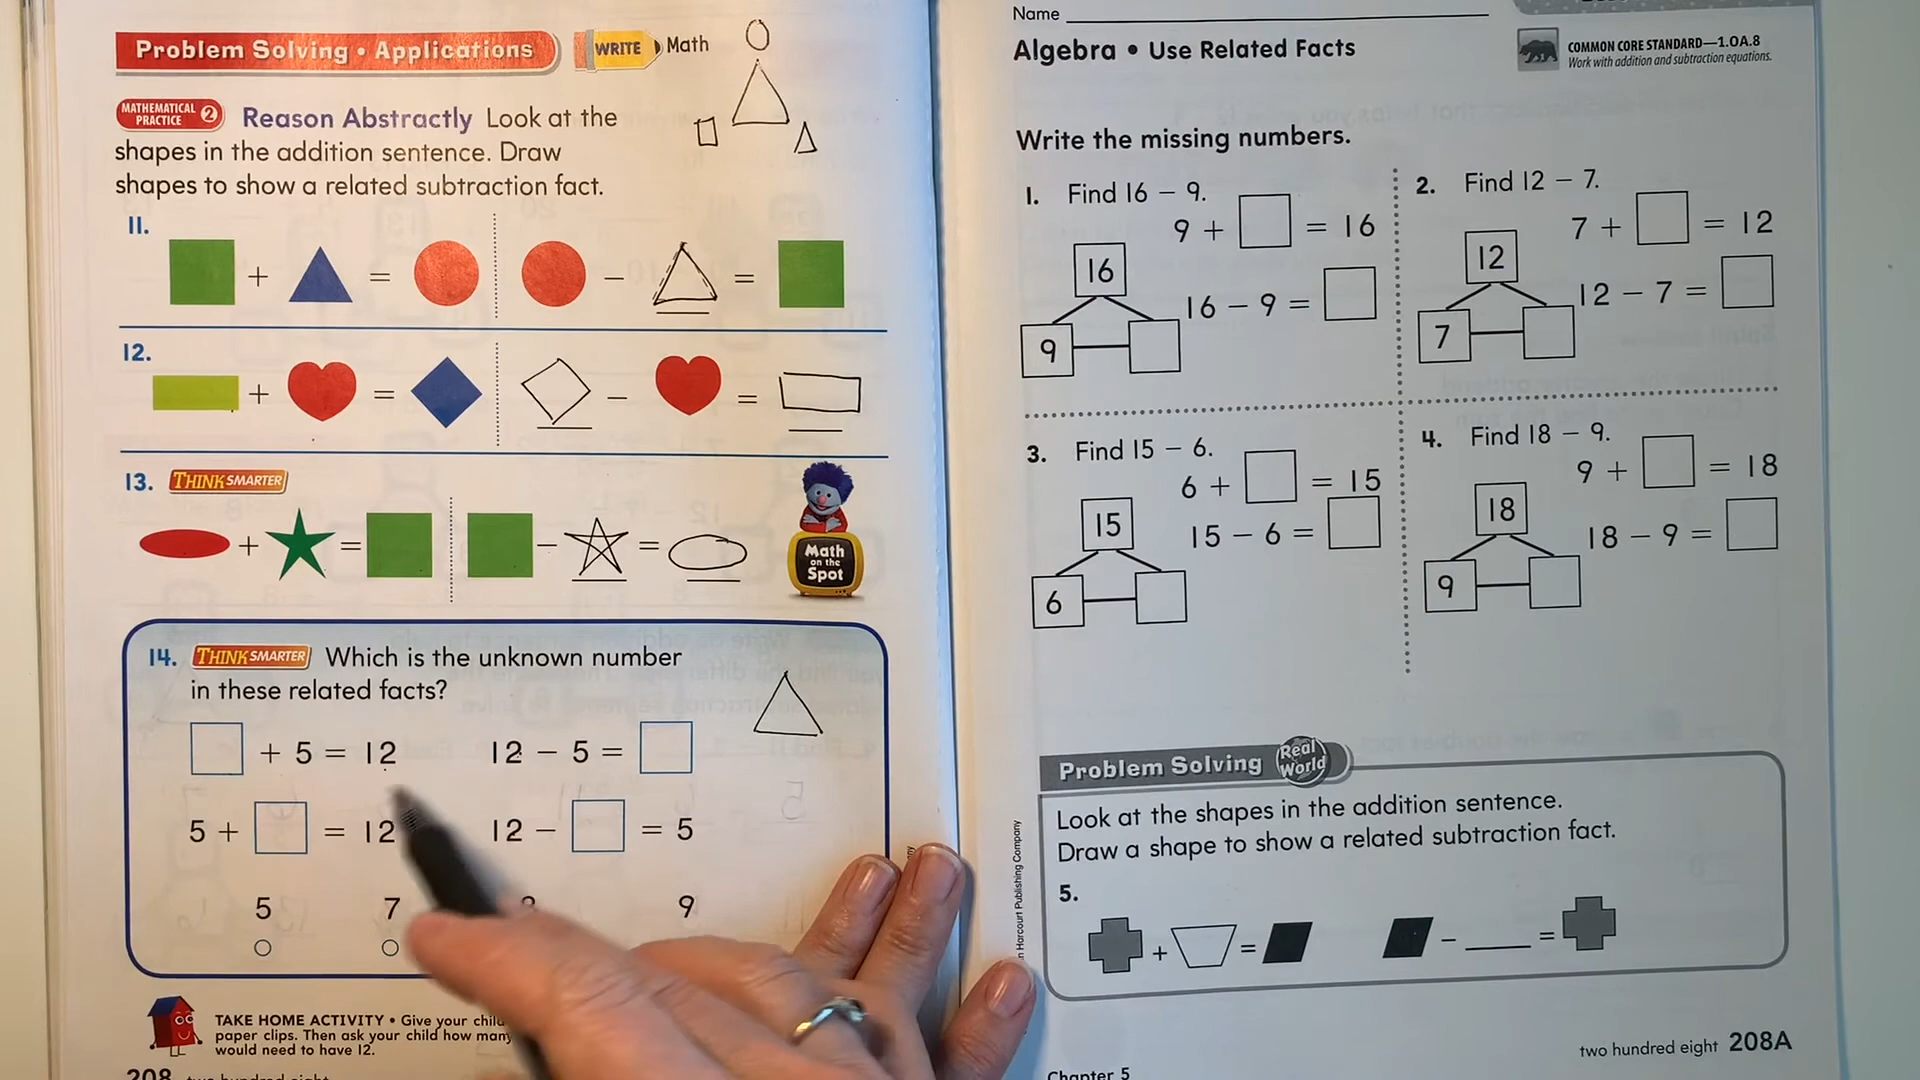 Problem Solving • Applications WRITE Math
MATHEMATICAL PRACTICE 2 Reason Abstractly Look at the
shapes in the addition sentence. Draw
shapes to show a related subtraction fact.
11.
+ = − =
12.
+ = − =
13. THINK SMARTER
+ = − =
Math
on the
Spot
14. THINK SMARTER Which is the unknown number
in these related facts?
+ 5 = 12 12 − 5 =
5 + = 12 12 − = 5
5 7 9
TAKE HOME ACTIVITY • Give your child
paper clips. Then ask your child how many
would need to have 12.
208 two hundred eight
Name
Algebra • Use Related Facts
COMMON CORE STANDARD—1.OA.8
Work with addition and subtraction equations.
Write the missing numbers.
1. Find 16 − 9.
9 + = 16
16
16 − 9 =
9
2. Find 12 − 7.
7 + = 12
12
12 − 7 =
7
3. Find 15 − 6.
6 + = 15
15
15 − 6 =
6
4. Find 18 − 9.
9 + = 18
18
18 − 9 =
9
Problem Solving Real World
Look at the shapes in the addition sentence.
Draw a shape to show a related subtraction fact.
5.
+ = − =
Harcourt Publishing Company
two hundred eight 208A
Chapter 5